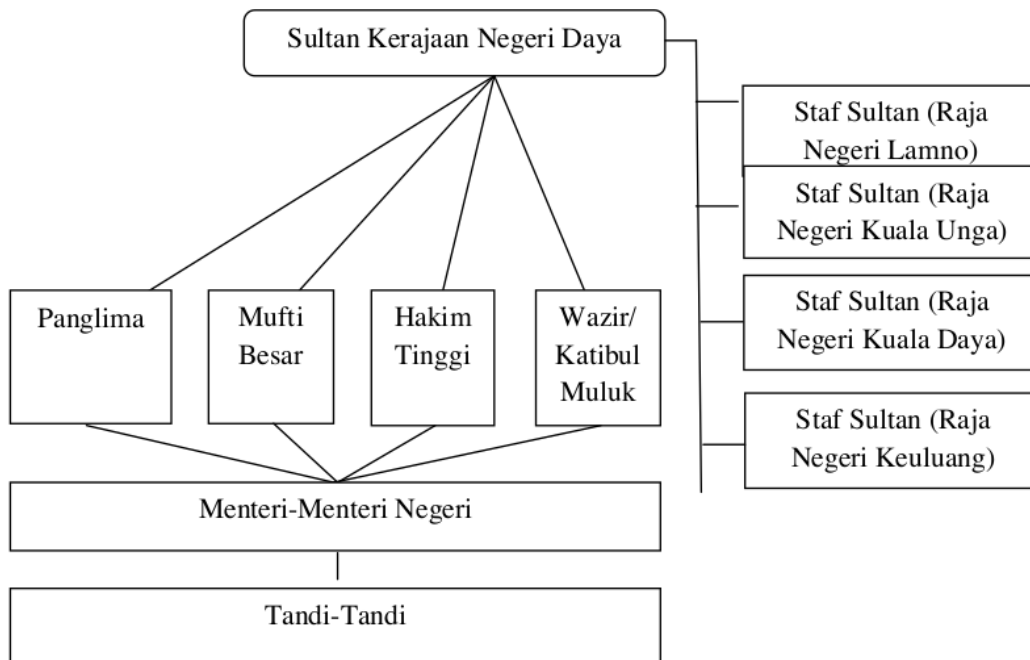 Sultan Kerajaan Negeri Daya
Staf Sultan (Raja
Negeri Lamno)
Staf Sultan (Raja
Negeri Kuala Unga)
Staf Sultan (Raja
Negeri Kuala Daya)
Staf Sultan (Raja
Negeri Keuluang)
Panglima
Mufti
Besar
Hakim
Tinggi
Wazir/
Katibul
Muluk
Menteri-Menteri Negeri
Tandi-Tandi